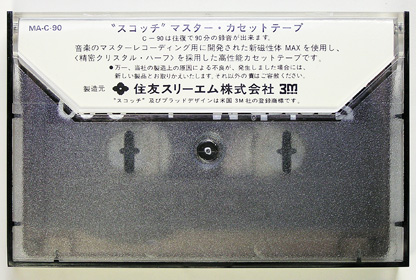 MA-C-90
"スコッチ"マスター・カセットテープ
C-90は往復で90分の録音が出来ます。
音楽のマスターレコーディング用に開発された新磁性体 MAXを使用し、
〈精密クリスタル・ハーフ〉を採用した高性能カセットテープです。
●万一、当社の製造上の原因による不良が、発生しました場合には、
新しい製品とお取りかえいたします。それ以外の責はご容赦ください。
製造元 住友スリーエム株式会社 3M
"スコッチ"及びプラッドデザインは米国3M社の登録商標です。